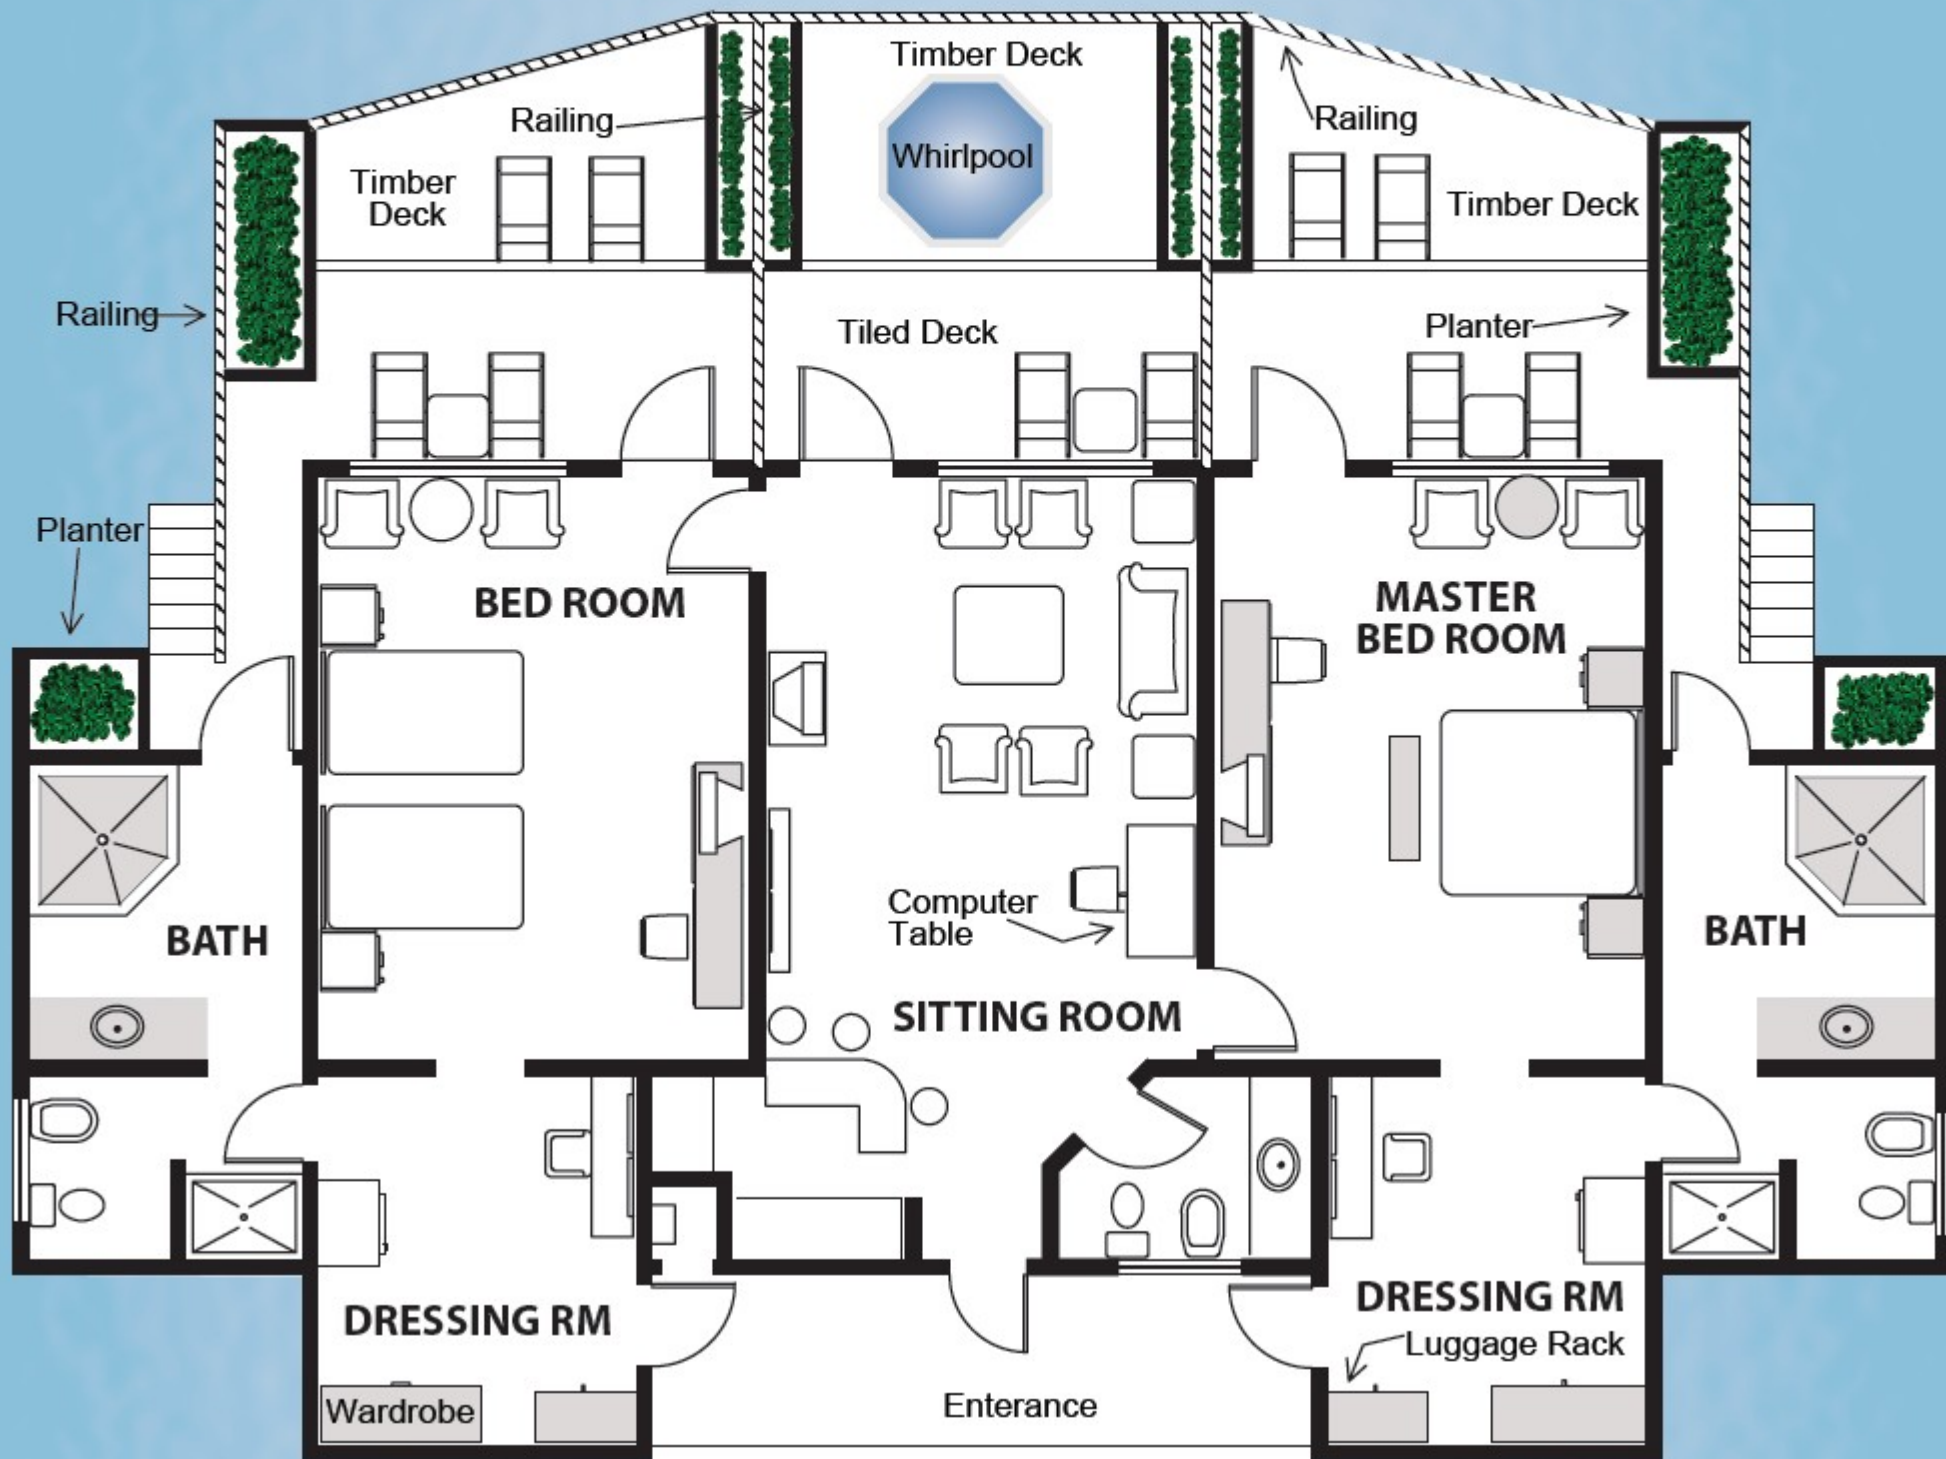 Timber Deck
Railing
Railing
Whirlpool
Timber
Deck
Timber Deck
Railing
Tiled Deck
Planter
Planter
BED ROOM
MASTER
BED ROOM
Computer
Table
BATH
BATH
SITTING ROOM
DRESSING RM
DRESSING RM
Luggage Rack
Wardrobe
Enterance